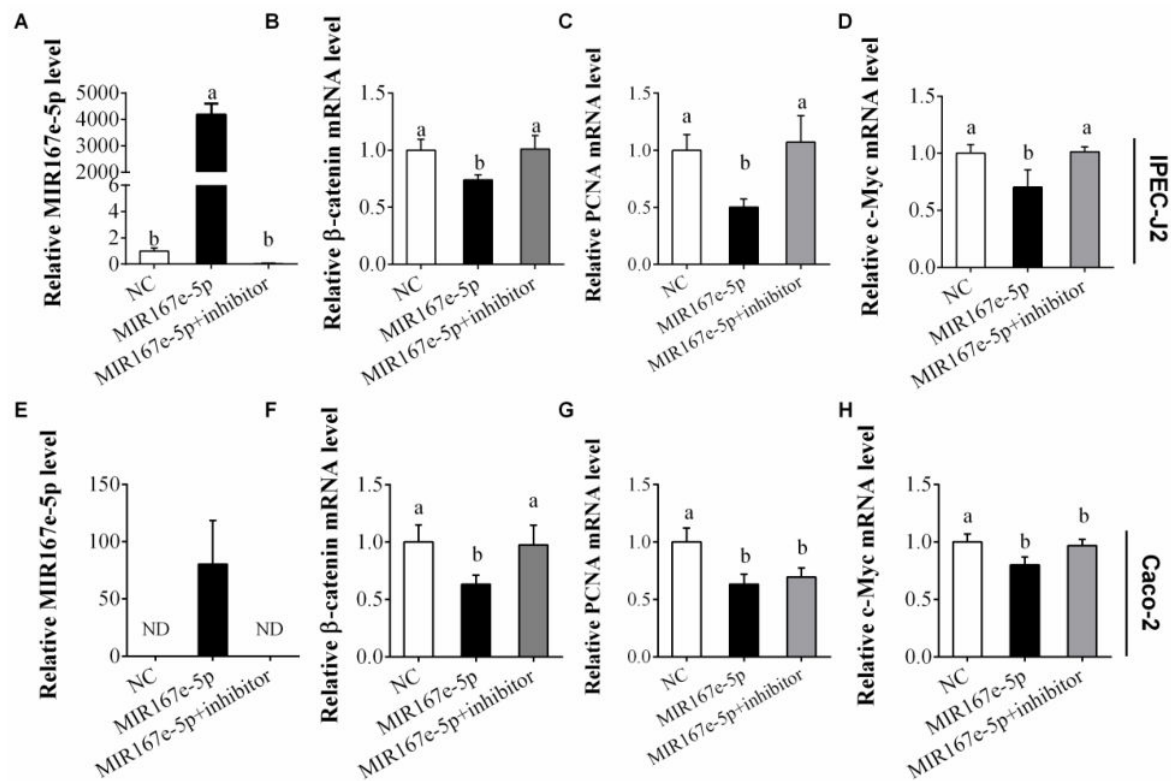 A
Relative MIR167e-5p level
5000
4000
3000
2000
6
4
2
0
b
a
b
NC
MIR167e-5p
MIR167e-5p+inhibitor
B
Relative β-catenin mRNA level
1.5
1.0
0.5
0.0
a
b
a
NC
MIR167e-5p
MIR167e-5p+inhibitor
C
Relative PCNA mRNA level
1.5
1.0
0.5
0.0
a
b
a
NC
MIR167e-5p
MIR167e-5p+inhibitor
D
Relative c-Myc mRNA level
1.5
1.0
0.5
0.0
a
b
a
NC
MIR167e-5p
MIR167e-5p+inhibitor
IPEC-J2
E
Relative MIR167e-5p level
150
100
50
0
ND
ND
NC
MIR167e-5p
MIR167e-5p+inhibitor
F
Relative β-catenin mRNA level
1.5
1.0
0.5
0.0
a
b
a
NC
MIR167e-5p
MIR167e-5p+inhibitor
G
Relative PCNA mRNA level
1.5
1.0
0.5
0.0
a
b
b
NC
MIR167e-5p
MIR167e-5p+inhibitor
H
Relative c-Myc mRNA level
1.5
1.0
0.5
0.0
a
b
b
NC
MIR167e-5p
MIR167e-5p+inhibitor
Caco-2